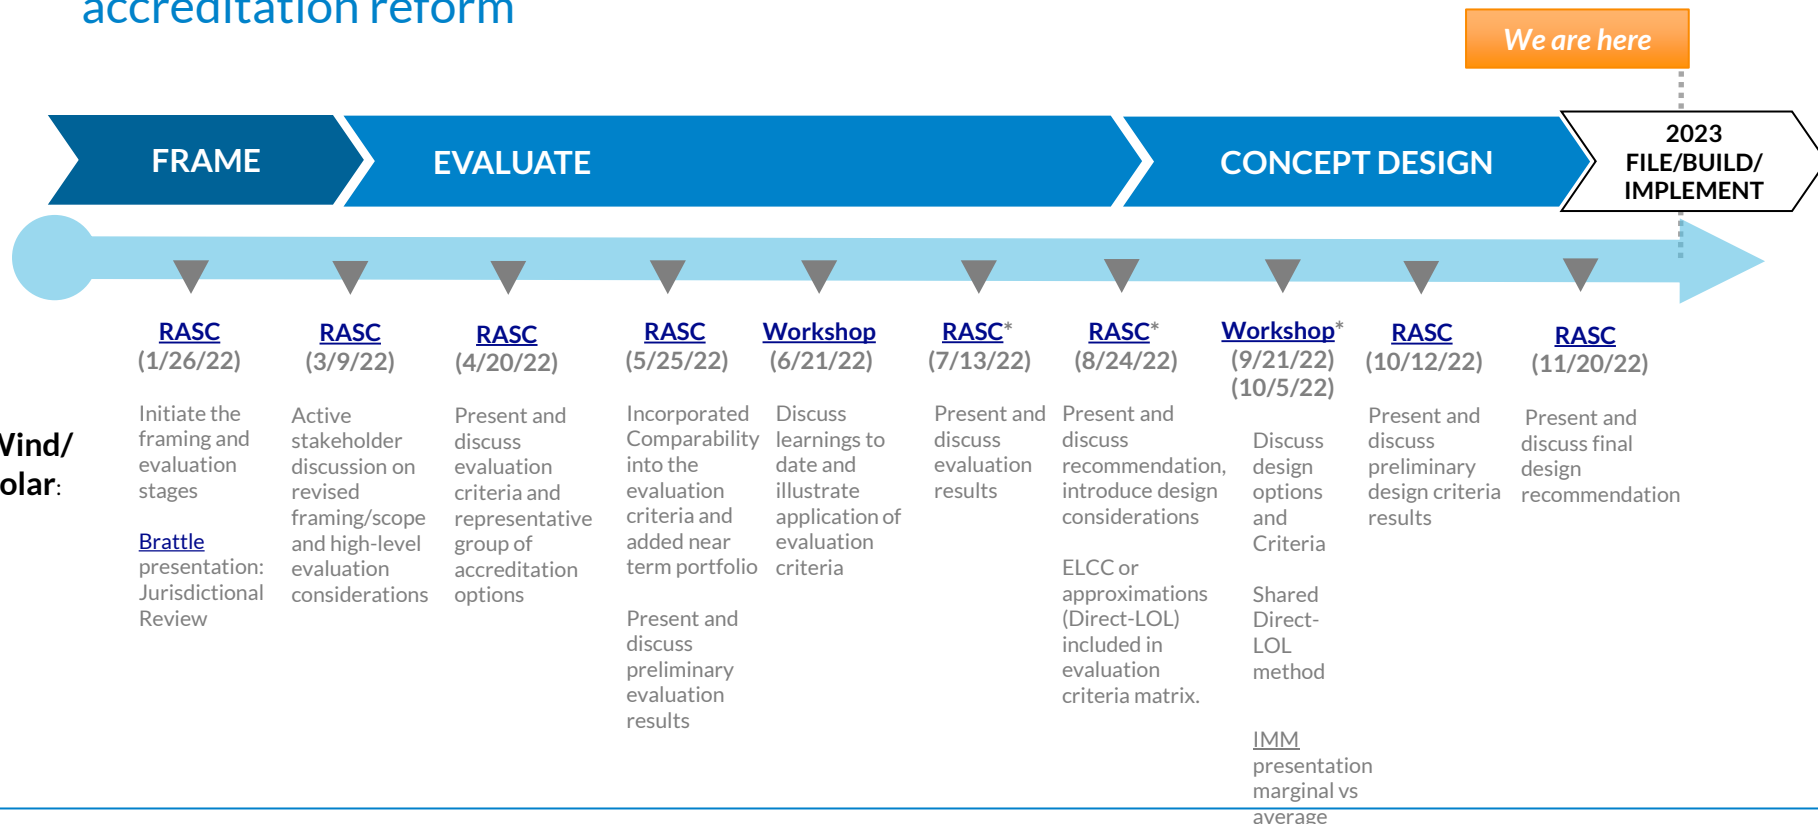 accreditation reform
We are here
FRAME
EVALUATE
CONCEPT DESIGN
2023
FILE/BUILD/
IMPLEMENT
RASC
(1/26/22)
RASC
(3/9/22)
RASC
(4/20/22)
RASC
(5/25/22)
Workshop
(6/21/22)
RASC*
(7/13/22)
RASC*
(8/24/22)
Workshop*
(9/21/22)
(10/5/22)
RASC
(10/12/22)
RASC
(11/20/22)
Wind/
olar:
Initiate the
framing and
evaluation
stages
Brattle
presentation:
Jurisdictional
Review
Active
stakeholder
discussion on
revised
framing/scope
and high-level
evaluation
considerations
Present and
discuss
evaluation
criteria and
representative
group of
accreditation
options
Incorporated
Comparability
into the
evaluation
criteria and
added near
term portfolio
Present and
discuss
preliminary
evaluation
results
Discuss
learnings to
date and
illustrate
application of
evaluation
criteria
Present and
discuss
evaluation
results
Present and
discuss
recommendation,
introduce design
considerations
ELCC or
approximations
(Direct-LOL)
included in
evaluation
criteria matrix.
Discuss
design
options
and
Criteria
Shared
Direct-
LOL
method
IMM
presentation
marginal vs
average
Present and
discuss
preliminary
design criteria
results
Present and
discuss final
design
recommendation